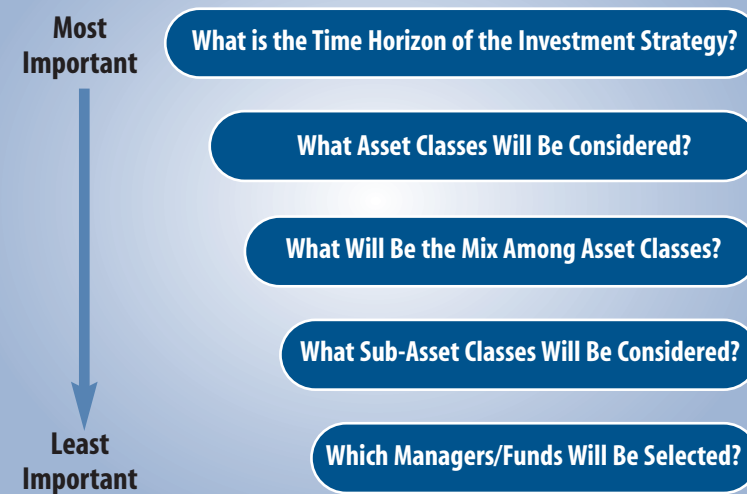 Most
Important
What is the Time Horizon of the Investment Strategy?
What Asset Classes Will Be Considered?
What Will Be the Mix Among Asset Classes?
What Sub-Asset Classes Will Be Considered?
Least
Important
Which Managers/Funds Will Be Selected?